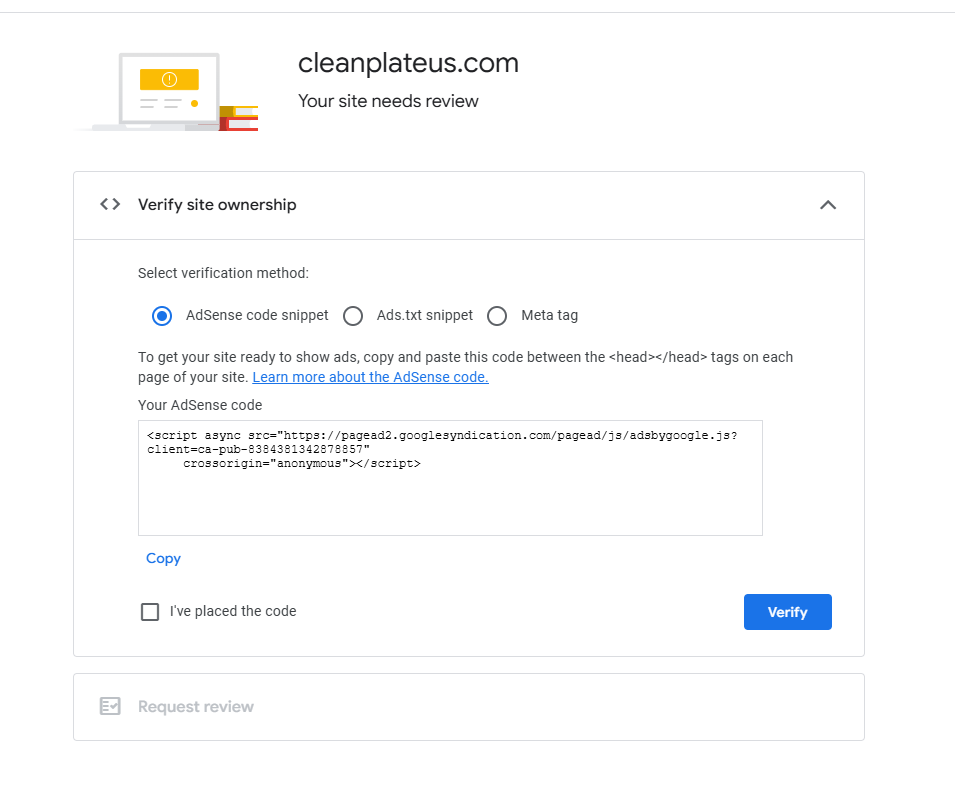 cleanplateus.com
Your site needs review
Verify site ownership
Select verification method:
AdSense code snippet Ads.txt snippet Meta tag
To get your site ready to show ads, copy and paste this code between the <head></head> tags on each
page of your site. Learn more about the AdSense code.
Your AdSense code
<script async src="https://pagead2.googlesyndication.com/pagead/js/adsbygoogle.js?
client=ca-pub-8384381342878857"
crossorigin="anonymous"></script>
Copy
I've placed the code
Verify
Request review